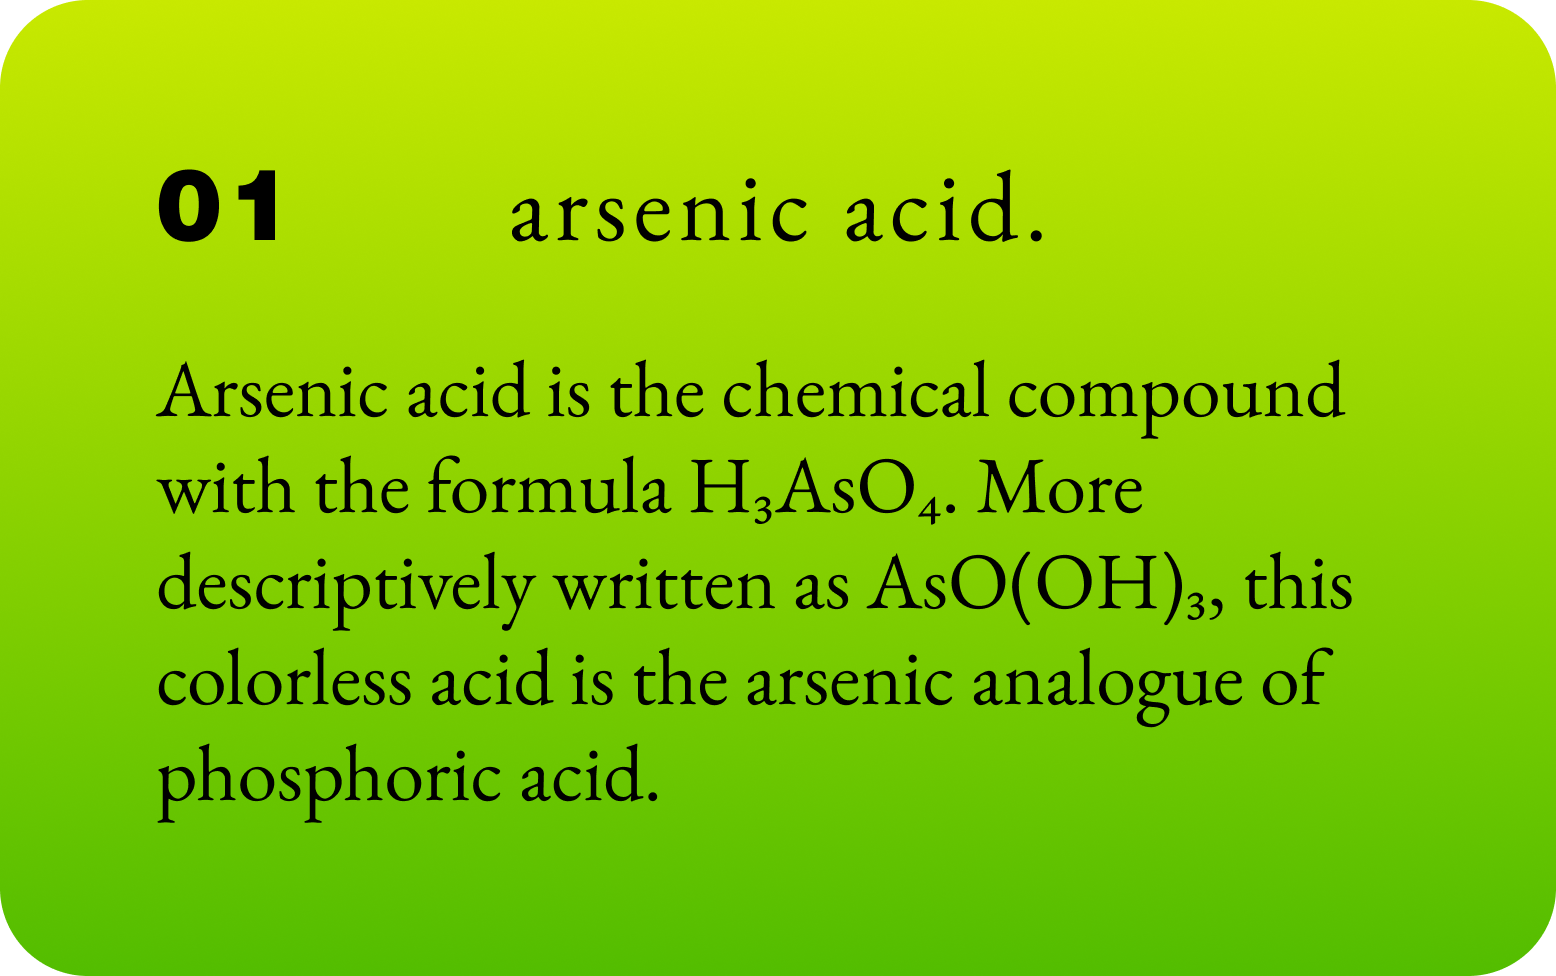 01 arsenic acid.
Arsenic acid is the chemical compound
with the formula H₃AsO₄. More
descriptively written as AsO(OH)₃, this
colorless acid is the arsenic analogue of
phosphoric acid.